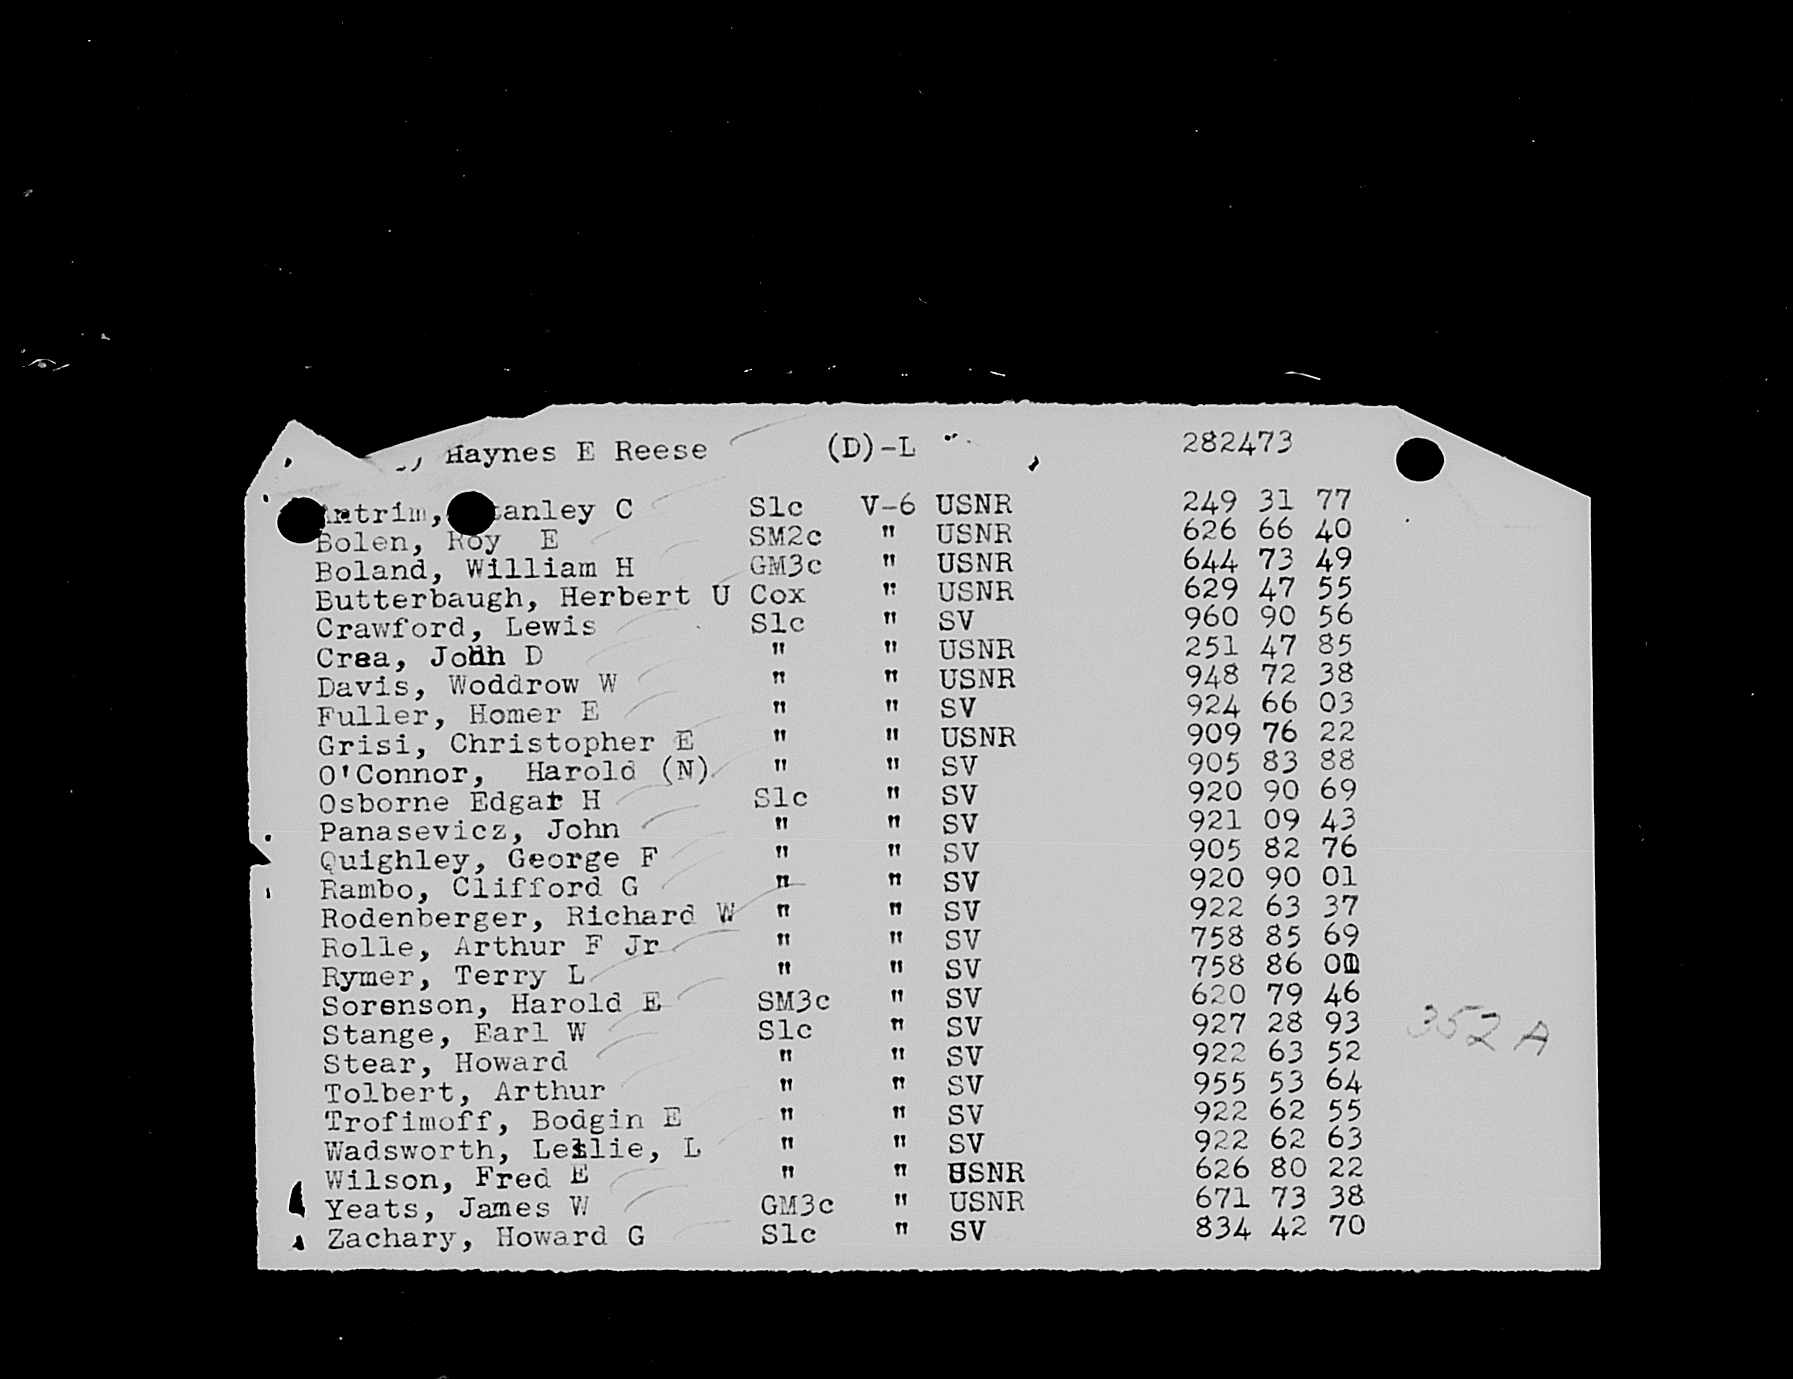 Haynes E Reese (D)-L " 282473
Antrim, Stanley C S1c V-6 USNR 249 31 77
Bolen, Roy E SM2c " USNR 626 66 40
Boland, William H GM3c " USNR 644 73 49
Butterbaugh, Herbert U Cox " USNR 629 47 55
Crawford, Lewis S1c " SV 960 90 56
Crea, John D " " USNR 251 47 85
Davis, Woddrow W " " USNR 948 72 38
Fuller, Homer E " " SV 924 66 03
Grisi, Christopher E " " USNR 909 76 22
O'Connor, Harold (N) " " SV 905 83 88
Osborne Edgar H S1c " SV 920 90 69
Panasevicz, John " " SV 921 09 43
Quighley, George F " " SV 905 82 76
Rambo, Clifford G " " SV 920 90 01
Rodenberger, Richard W " " SV 922 63 37
Rolle, Arthur F Jr " " SV 758 85 69
Rymer, Terry L " " SV 758 86 01
Sorenson, Harold E SM3c " SV 620 79 46
Stange, Earl W S1c " SV 927 28 93
352 A
Stear, Howard " " SV 922 63 52
Tolbert, Arthur " " SV 955 53 64
Trofimoff, Bodgin E " " SV 922 62 55
Wadsworth, Leslie, L " " SV 922 62 63
Wilson, Fred E " " USNR 626 80 22
Yeats, James W GM3c " USNR 671 73 38
Zachary, Howard G S1c " SV 834 42 70